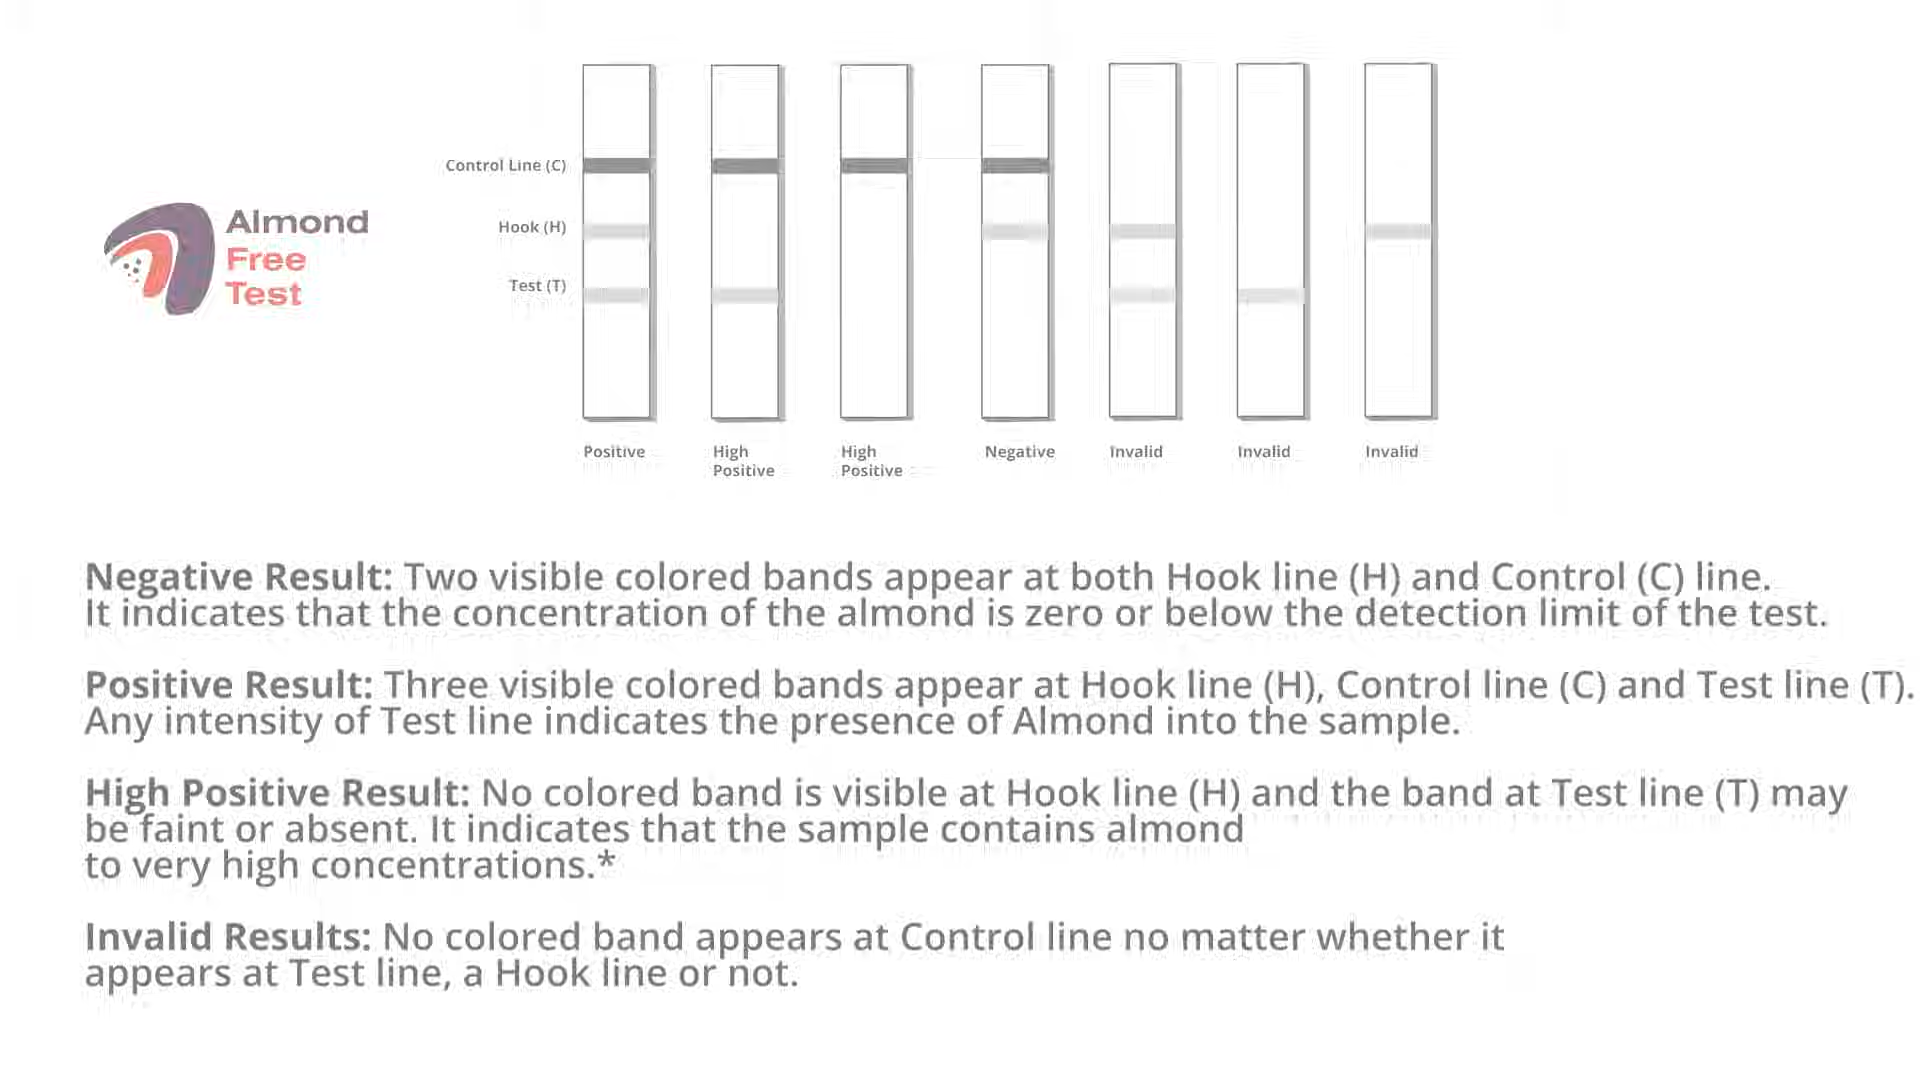 Almond
Free
Test
Control Line (C)
Hook (H)
Test (T)
Positive
High
Positive
High
Positive
Negative
Invalid
Invalid
Invalid
Negative Result: Two visible colored bands appear at both Hook line (H) and Control (C) line.
It indicates that the concentration of the almond is zero or below the detection limit of the test.
Positive Result: Three visible colored bands appear at Hook line (H), Control line (C) and Test line (T).
Any intensity of Test line indicates the presence of Almond into the sample.
High Positive Result: No colored band is visible at Hook line (H) and the band at Test line (T) may
be faint or absent. It indicates that the sample contains almond
to very high concentrations.*
Invalid Results: No colored band appears at Control line no matter whether it
appears at Test line, a Hook line or not.